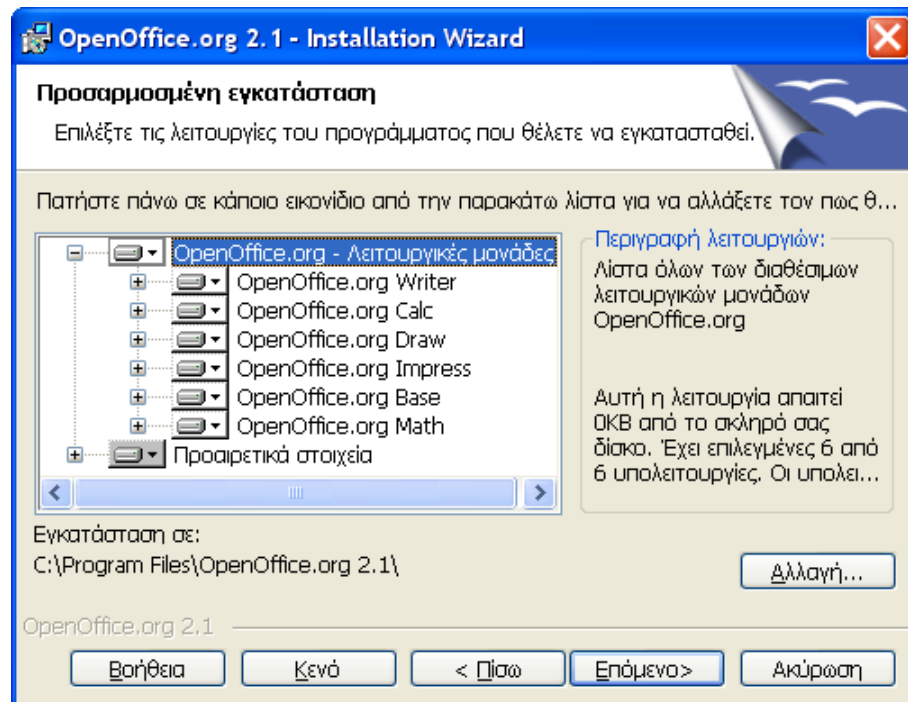 OpenOffice.org 2.1 - Installation Wizard
Προσαρμοσμένη εγκατάσταση
Επιλέξτε τις λειτουργίες του προγράμματος που θέλετε να εγκατασταθεί.
Πατήστε πάνω σε κάποιο εικονίδιο από την παρακάτω λίστα για να αλλάξετε τον πως θ...
OpenOffice.org - Λειτουργικές μονάδες
OpenOffice.org Writer
OpenOffice.org Calc
OpenOffice.org Draw
OpenOffice.org Impress
OpenOffice.org Base
OpenOffice.org Math
Προαιρετικά στοιχεία
Περιγραφή λειτουργιών:
Λίστα όλων των διαθέσιμων
λειτουργικών μονάδων
OpenOffice.org
Αυτή η λειτουργία απαιτεί
0KB από το σκληρό σας
δίσκο. Έχει επιλεγμένες 6 από
6 υπολειτουργίες. Οι υπολει...
Εγκατάσταση σε:
C:\Program Files\OpenOffice.org 2.1\
Αλλαγή...
OpenOffice.org 2.1
Βοήθεια
Κενό
< Πίσω
Επόμενο>
Ακύρωση